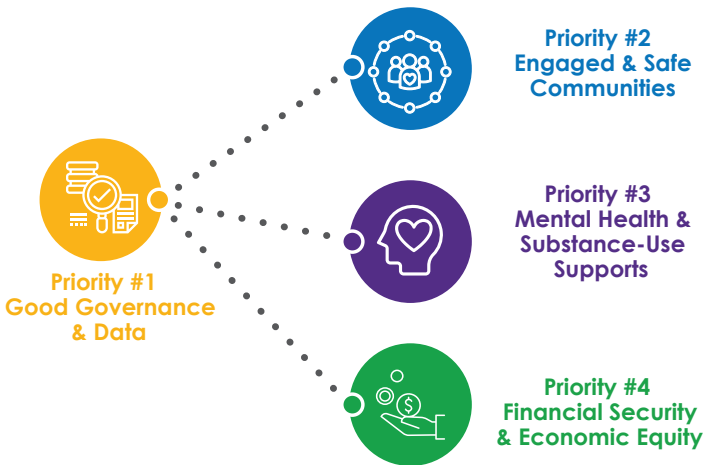 Priority #1
Good Governance
& Data
Priority #2
Engaged & Safe
Communities
Priority #3
Mental Health &
Substance-Use
Supports
$
Priority #4
Financial Security
& Economic Equity